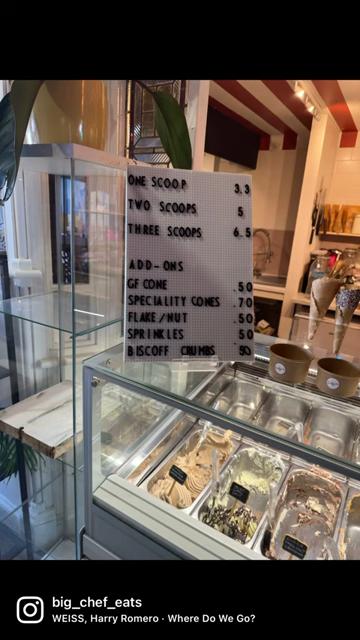 ONE SCOOP 3.3
TWO SCOOPS 5
THREE SCOOPS 6.5
ADD-ONS
GF CONE .50
SPECIALITY CONES .70
FLAKE/NUT .50
SPRINKLES .50
BISCOFF CRUMBS .50
big_chef_eats
WEISS, Harry Romero · Where Do We Go?